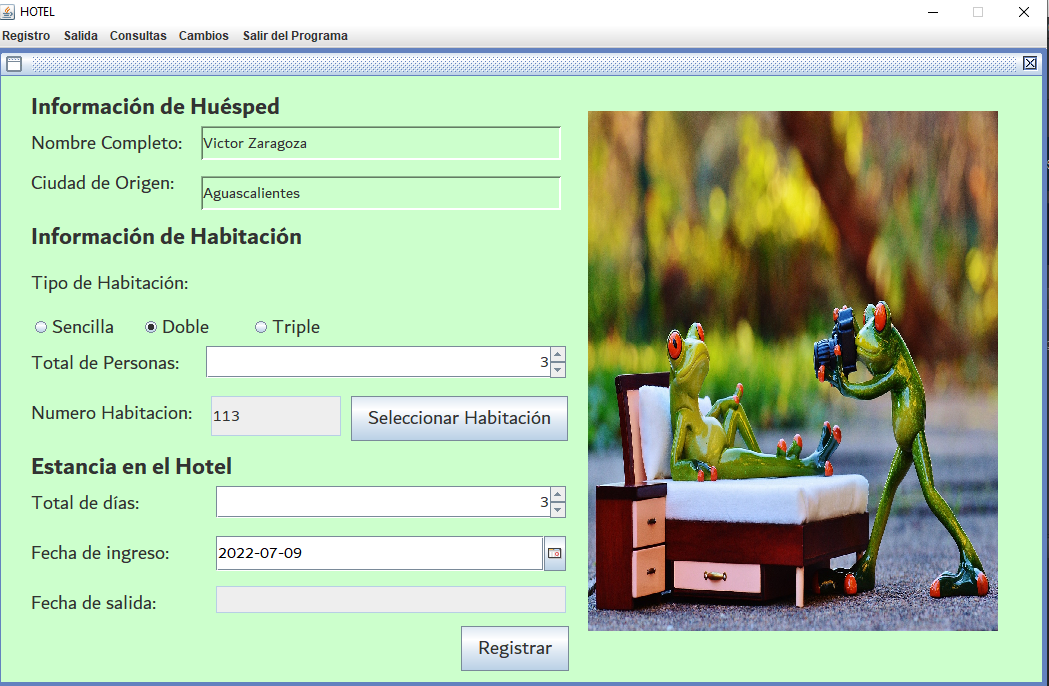 HOTEL
Registro Salida Consultas Cambios Salir del Programa
Información de Huésped
Nombre Completo: Victor Zaragoza
Ciudad de Origen: Aguascalientes
Información de Habitación
Tipo de Habitación:
Sencilla Doble Triple
Total de Personas: 3
Numero Habitacion: 113 Seleccionar Habitación
Estancia en el Hotel
Total de días: 3
Fecha de ingreso: 2022-07-09
Fecha de salida:
Registrar